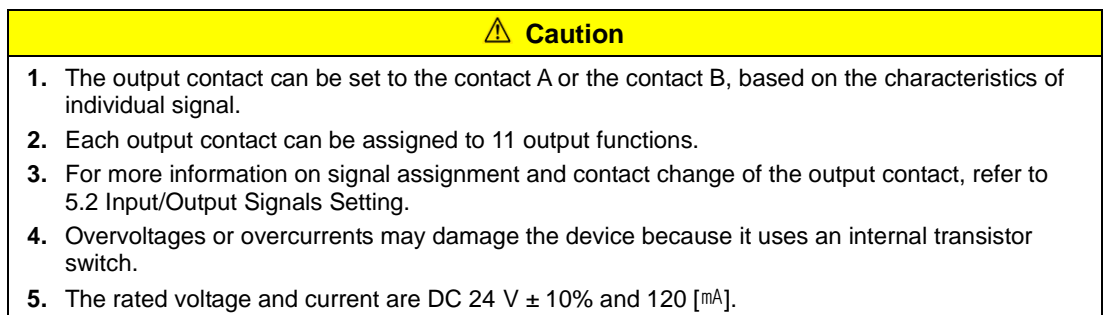 ⚠ Caution
1. The output contact can be set to the contact A or the contact B, based on the characteristics of
individual signal.
2. Each output contact can be assigned to 11 output functions.
3. For more information on signal assignment and contact change of the output contact, refer to
5.2 Input/Output Signals Setting.
4. Overvoltages or overcurrents may damage the device because it uses an internal transistor
switch.
5. The rated voltage and current are DC 24 V ± 10% and 120 [㎃].